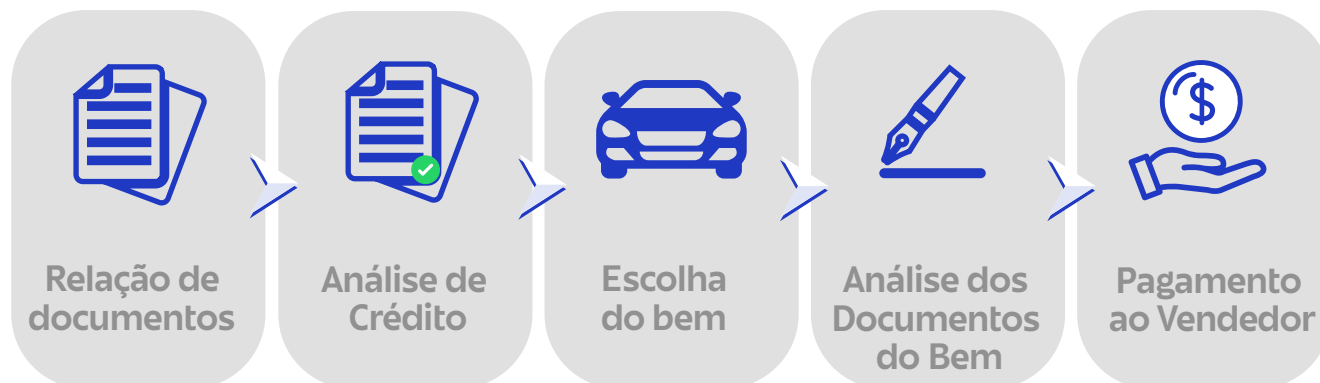 Relação de
documentos
Análise de
Crédito
Escolha
do bem
Análise dos
Documentos
do Bem
$
Pagamento
ao Vendedor